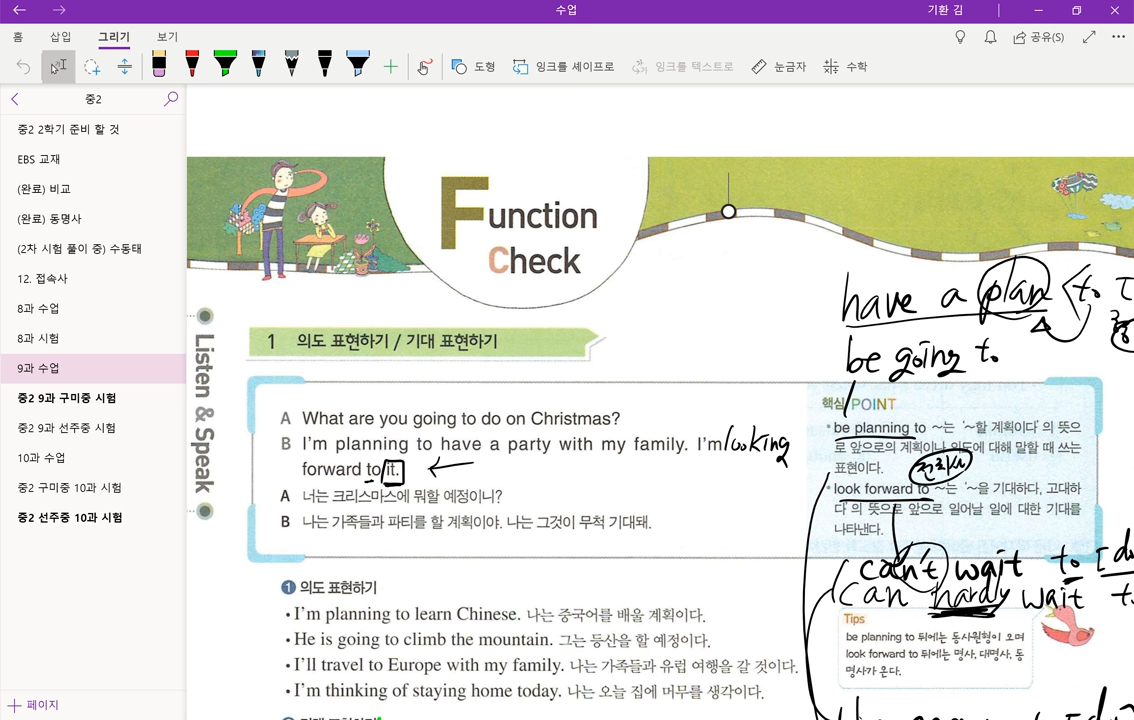 수업
기환 김
홈 삽입 그리기 보기
공유(S)
도형 잉크를 셰이프로 잉크를 텍스트로 눈금자 수학
중2
중2 2학기 준비 할 것
EBS 교재
(완료) 비교
(완료) 동명사
(2차 시험 풀이 중) 수동태
12. 접속사
8과 수업
8과 시험
9과 수업
중2 9과 구미중 시험
중2 9과 선주중 시험
10과 수업
중2 구미중 10과 시험
중2 선주중 10과 시험
페이지
Function
Check
Listen & Speak
have a plan to
be going to
1 의도 표현하기 / 기대 표현하기
A What are you going to do on Christmas?
B I'm planning to have a party with my family. I'm looking
forward to it.
A 너는 크리스마스에 뭐할 예정이니?
B 나는 가족들과 파티를 할 계획이야. 나는 그것이 무척 기대돼.
핵심 POINT
• be planning to ~는 '~할 계획이다'의 뜻으
로 앞으로의 계획이나 의도에 대해 말할 때 쓰는
표현이다.
전치사
• look forward to ~는 '~을 기대하다, 고대하
다'의 뜻으로 앞으로 일어날 일에 대한 기대를
나타낸다.
can't wait to
can hardly wait
Tips
be planning to 뒤에는 동사원형이 오며
look forward to 뒤에는 명사, 대명사, 동
명사가 온다.
1 의도 표현하기
• I'm planning to learn Chinese. 나는 중국어를 배울 계획이다.
• He is going to climb the mountain. 그는 등산을 할 예정이다.
• I'll travel to Europe with my family. 나는 가족들과 유럽 여행을 갈 것이다.
• I'm thinking of staying home today. 나는 오늘 집에 머무를 생각이다.